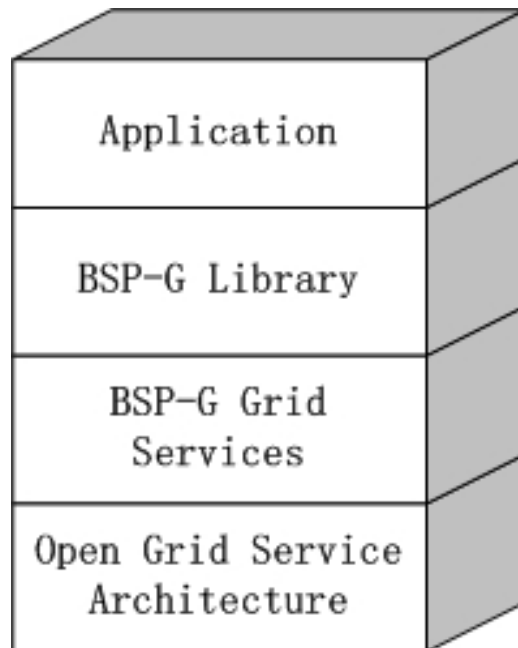 Application
BSP-G Library
BSP-G Grid
Services
Open Grid Service
Architecture